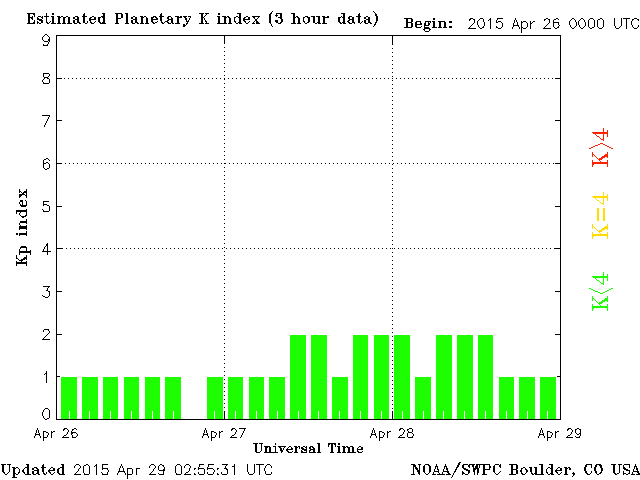 Estimated Planetary K index (3 hour data) Begin: 2015 Apr 26 0000 UTC
9
8
7
6
5
4
3
2
1
0
Kp index
K>4
K=4
K<4
Apr 26 Apr 27 Apr 28 Apr 29
Universal Time
Updated 2015 Apr 29 02:55:31 UTC NOAA/SWPC Boulder, CO USA